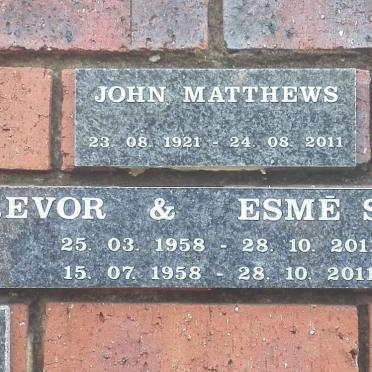 JOHN MATTHEWS
23. 08. 1921 - 24. 08. 2011
EVOR & ESMĒ S
25. 03. 1958 - 28. 10. 2011
15. 07. 1958 - 28. 10. 2011